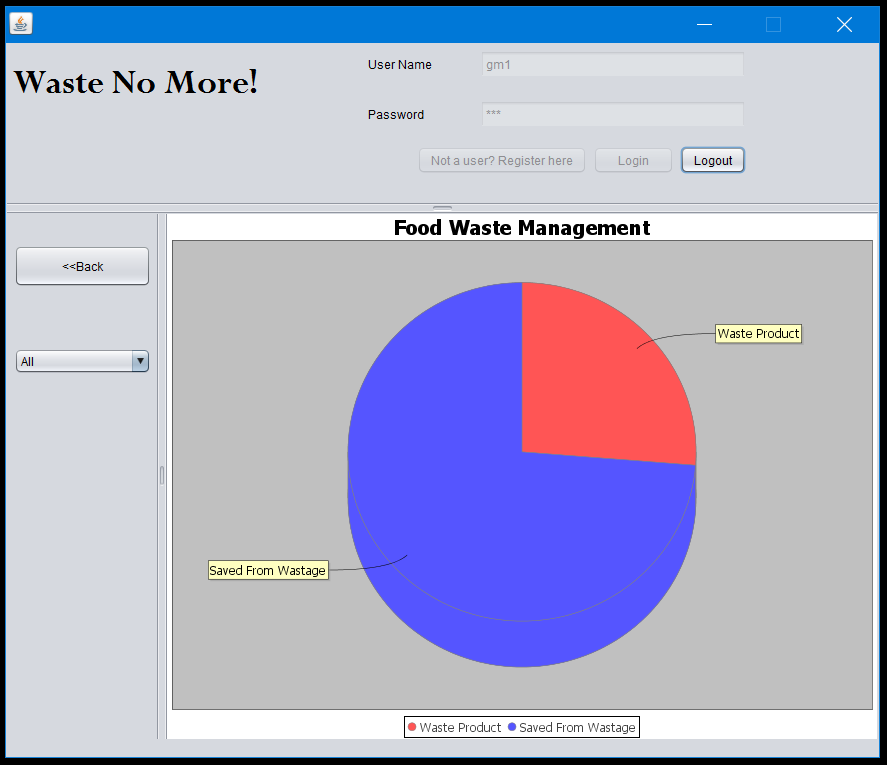 Waste No More!
User Name gm1
Password ***
Not a user? Register here Login Logout
<<Back
All
Food Waste Management
Waste Product
Saved From Wastage
Waste Product Saved From Wastage